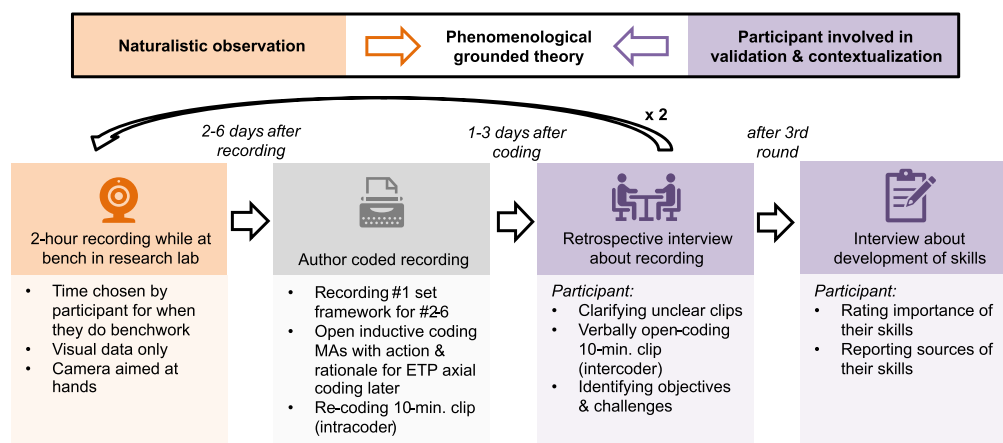 Naturalistic observation
Phenomenological
grounded theory
Participant involved in
validation & contextualization
x 2
2-6 days after
recording
1-3 days after
coding
after 3rd
round
2-hour recording while at
bench in research lab
• Time chosen by
participant for when
they do benchwork
• Visual data only
• Camera aimed at
hands
Author coded recording
• Recording #1 set
framework for #2-6
• Open inductive coding
MAs with action &
rationale for ETP axial
coding later
• Re-coding 10-min. clip
(intracoder)
Retrospective interview
about recording
Participant:
• Clarifying unclear clips
• Verbally open-coding
10-min. clip
(intercoder)
• Identifying objectives
& challenges
Interview about
development of skills
Participant:
• Rating importance of
their skills
• Reporting sources of
their skills